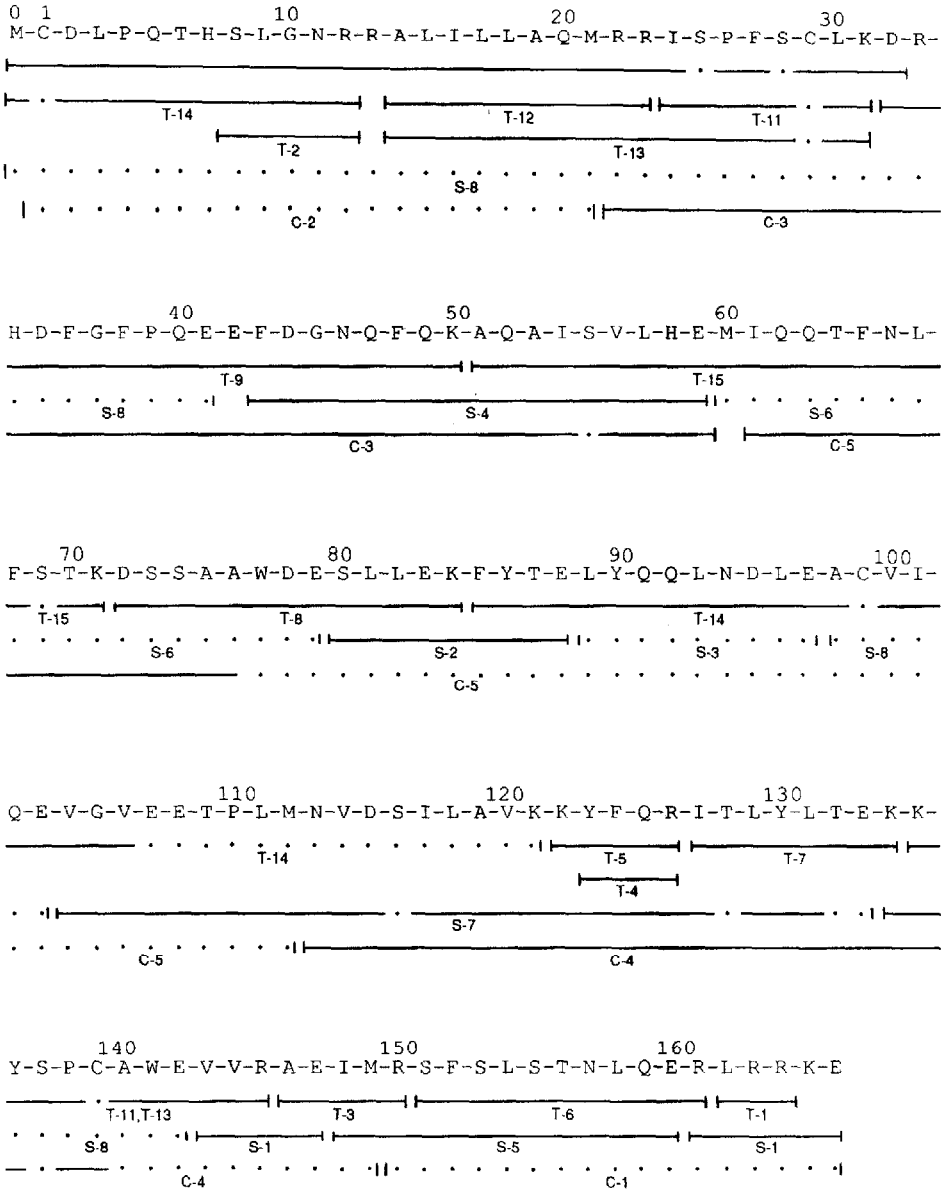 0 1 10 20 30
M-C-D-L-P-Q-T-H-S-L-G-N-R-R-A-L-I-L-L-A-Q-M-R-R-I-S-P-F-S-C-L-K-D-R-
T-14 T-12 T-11
T-2 T-13
S-8
C-2 C-3
40 50 60
H-D-F-G-F-P-Q-E-E-F-D-G-N-Q-F-Q-K-A-Q-A-I-S-V-L-H-E-M-I-Q-Q-T-F-N-L-
T-9 T-15
S-8 S-4 S-6
C-3 C-5
70 80 90 100
F-S-T-K-D-S-S-A-A-W-D-E-S-L-L-E-K-F-Y-T-E-L-Y-Q-Q-L-N-D-L-E-A-C-V-I-
T-15 T-8 T-14
S-6 S-2 S-3 S-8
C-5
110 120 130
Q-E-V-G-V-E-E-T-P-L-M-N-V-D-S-I-L-A-V-K-K-Y-F-Q-R-I-T-L-Y-L-T-E-K-K-
T-14 T-5 T-7
T-4
S-7
C-5 C-4
140 150 160
Y-S-P-C-A-W-E-V-V-R-A-E-I-M-R-S-F-S-L-S-T-N-L-Q-E-R-L-R-R-K-E
T-11,T-13 T-3 T-6 T-1
S-8 S-1 S-5 S-1
C-4 C-1